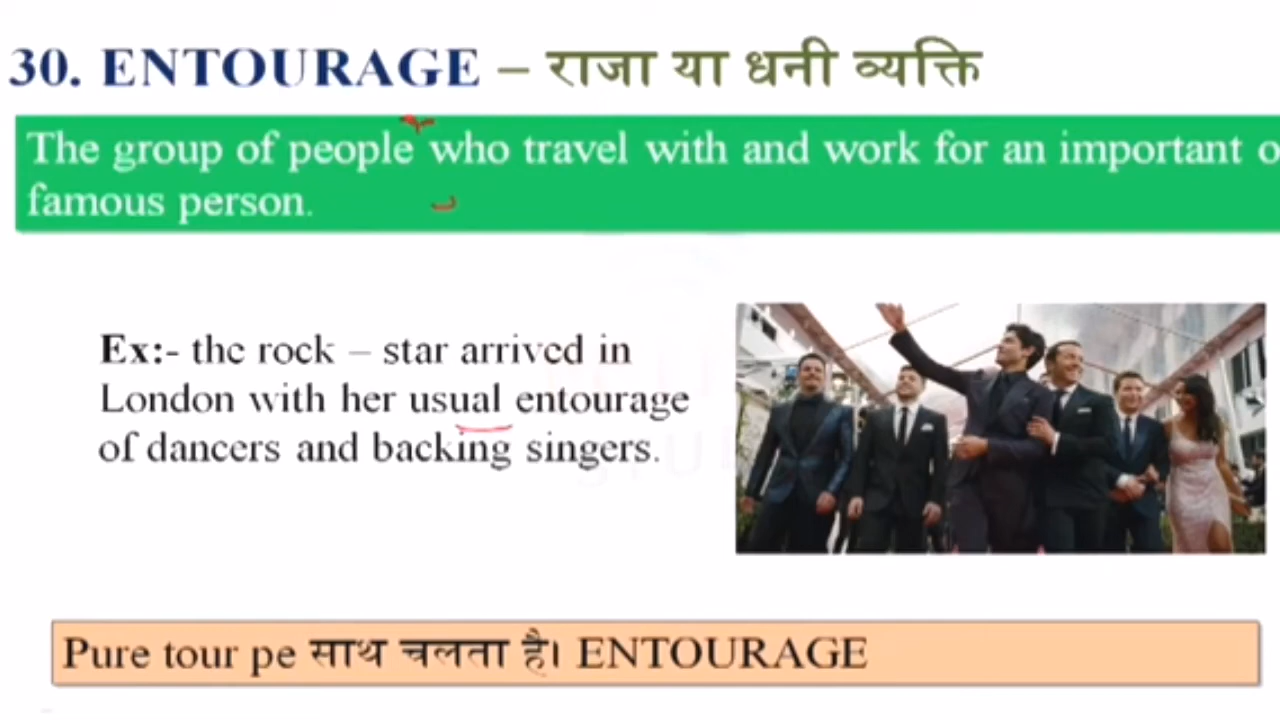 30. ENTOURAGE – राजा या धनी व्यक्ति
The group of people who travel with and work for an important o
famous person.
Ex:- the rock – star arrived in
London with her usual entourage
of dancers and backing singers.
Pure tour pe साथ चलता है। ENTOURAGE